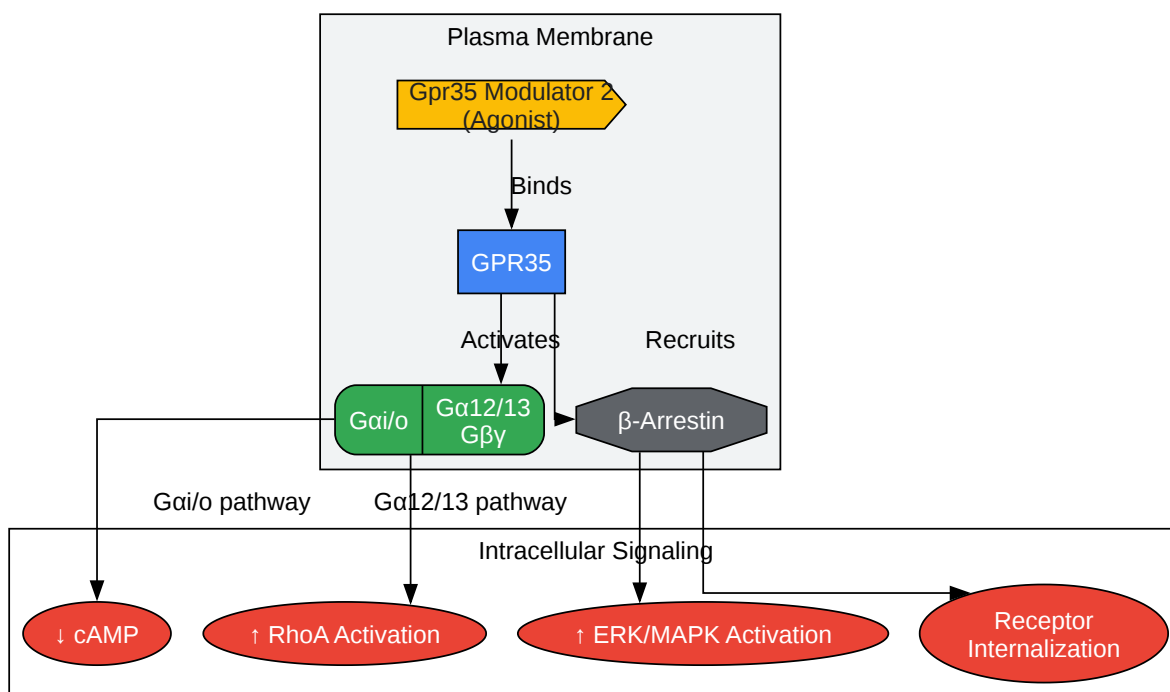 Plasma Membrane
Gpr35 Modulator 2
(Agonist)
Binds
GPR35
Activates
Recruits
Gαi/o
Gα12/13
Gβγ
β-Arrestin
Gαi/o pathway
Gα12/13 pathway
Intracellular Signaling
↓ cAMP
↑ RhoA Activation
↑ ERK/MAPK Activation
Receptor
Internalization